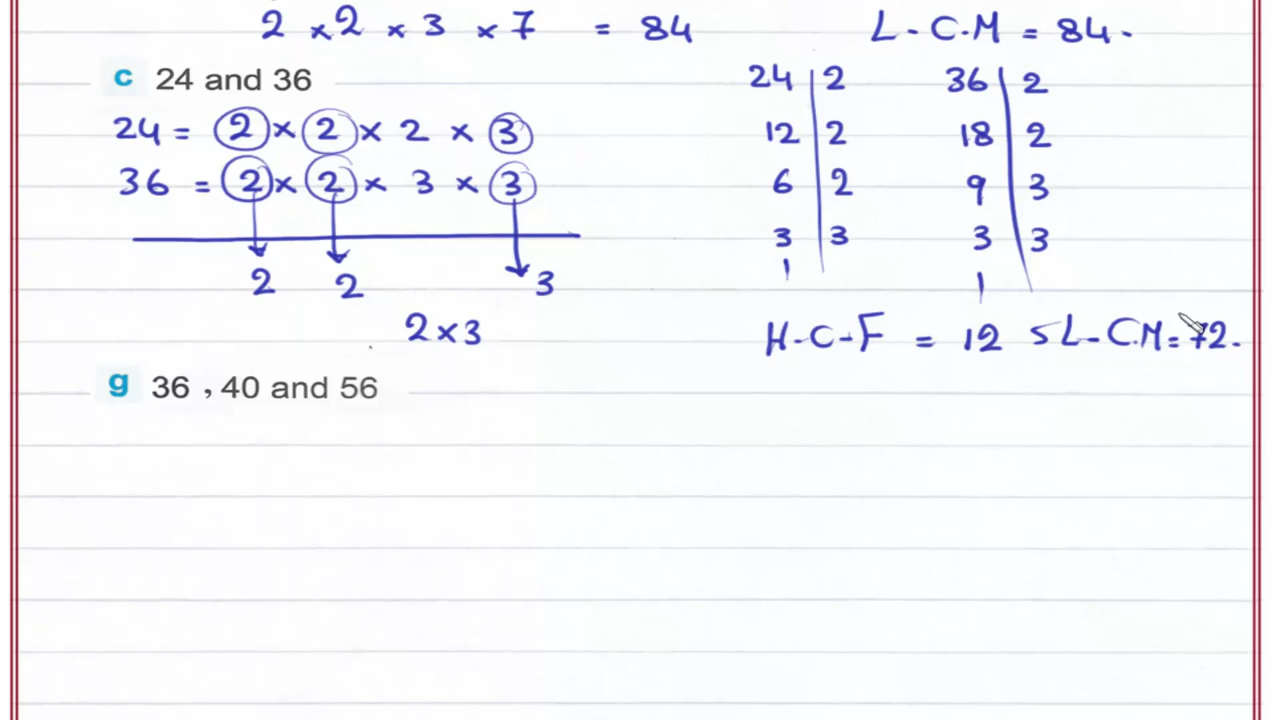 2 × 2 × 3 × 7 = 84 L.C.M = 84.
c 24 and 36
24 = 2 × 2 × 2 × 3
36 = 2 × 2 × 3 × 3
2 2 3
2 × 3
24 | 2
12 | 2
6 | 2
3 | 3
1
36 | 2
18 | 2
9 | 3
3 | 3
1
H.C.F = 12 , L.C.M = 72.
g 36 , 40 and 56